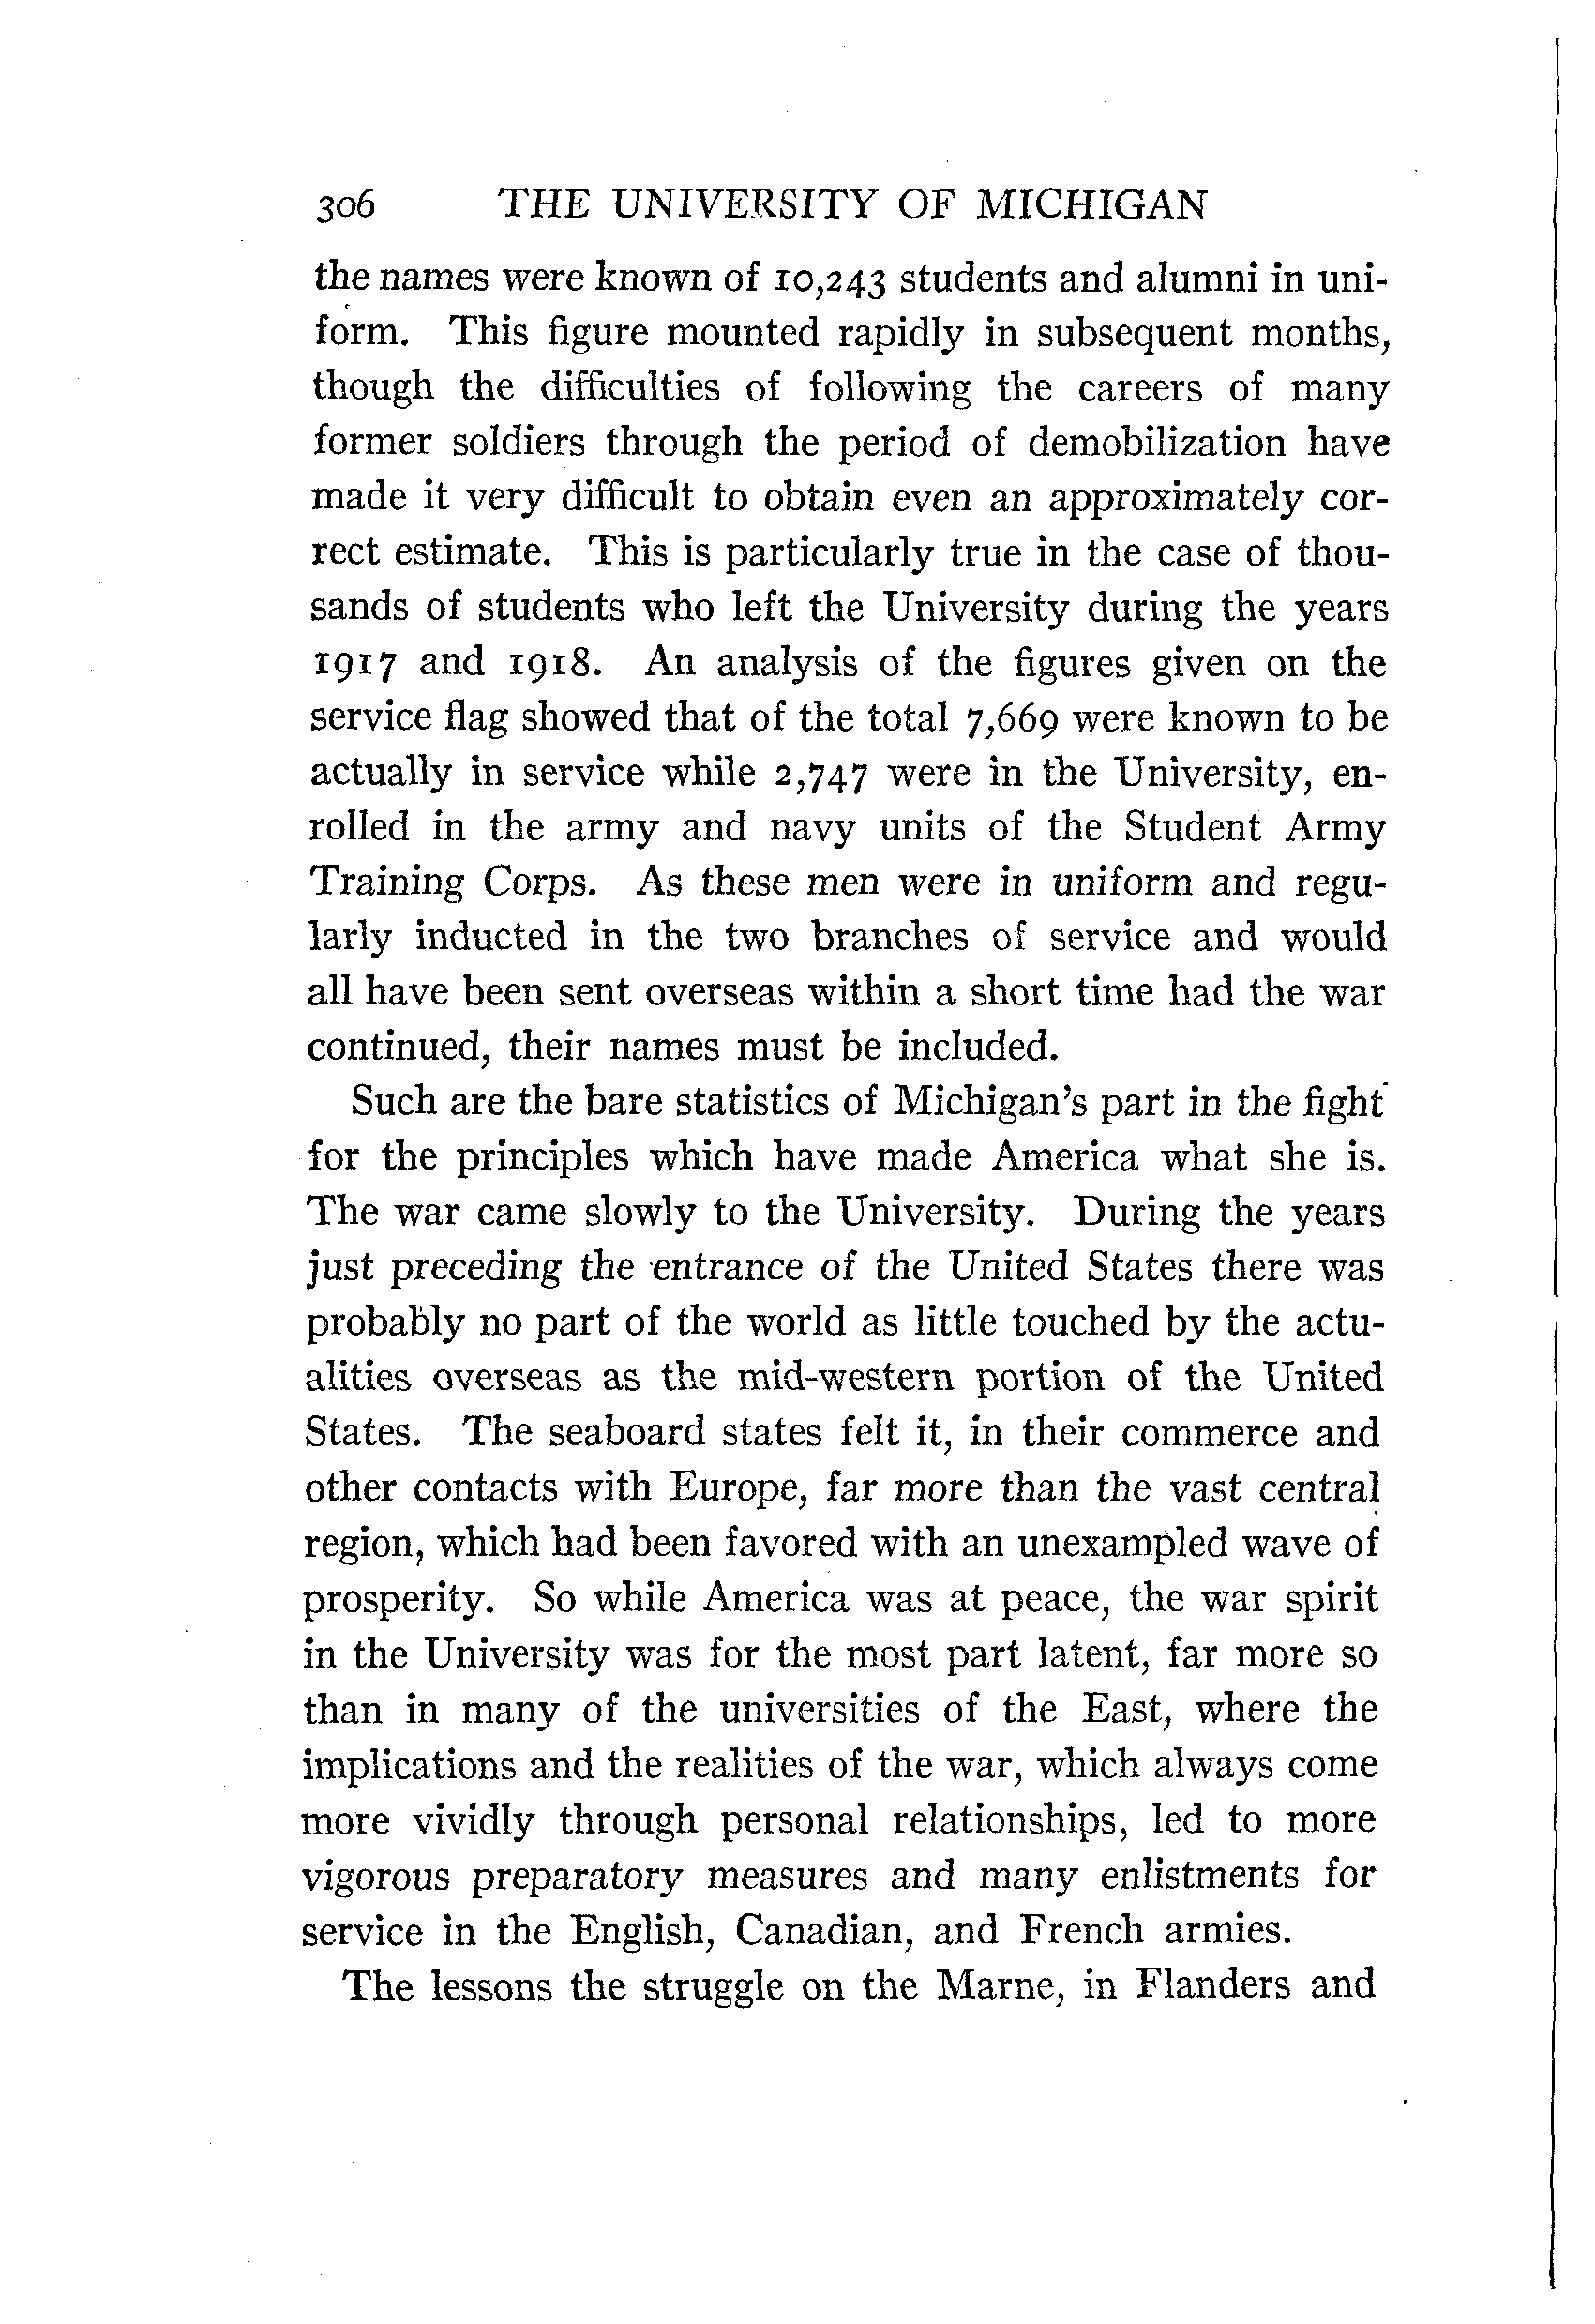 306 THE UNIVERSITY OF MICHIGAN
the names were known of 10,243 students and alumni in uni-
form. This figure mounted rapidly in subsequent months,
though the difficulties of following the careers of many
former soldiers through the period of demobilization have
made it very difficult to obtain even an approximately cor-
rect estimate. This is particularly true in the case of thou-
sands of students who left the University during the years
1917 and 1918. An analysis of the figures given on the
service flag showed that of the total 7,669 were known to be
actually in service while 2,747 were in the University, en-
rolled in the army and navy units of the Student Army
Training Corps. As these men were in uniform and regu-
larly inducted in the two branches of service and would
all have been sent overseas within a short time had the war
continued, their names must be included.
Such are the bare statistics of Michigan's part in the fight
for the principles which have made America what she is.
The war came slowly to the University. During the years
just preceding the entrance of the United States there was
probably no part of the world as little touched by the actu-
alities overseas as the mid-western portion of the United
States. The seaboard states felt it, in their commerce and
other contacts with Europe, far more than the vast central
region, which had been favored with an unexampled wave of
prosperity. So while America was at peace, the war spirit
in the University was for the most part latent, far more so
than in many of the universities of the East, where the
implications and the realities of the war, which always come
more vividly through personal relationships, led to more
vigorous preparatory measures and many enlistments for
service in the English, Canadian, and French armies.
The lessons the struggle on the Marne, in Flanders and